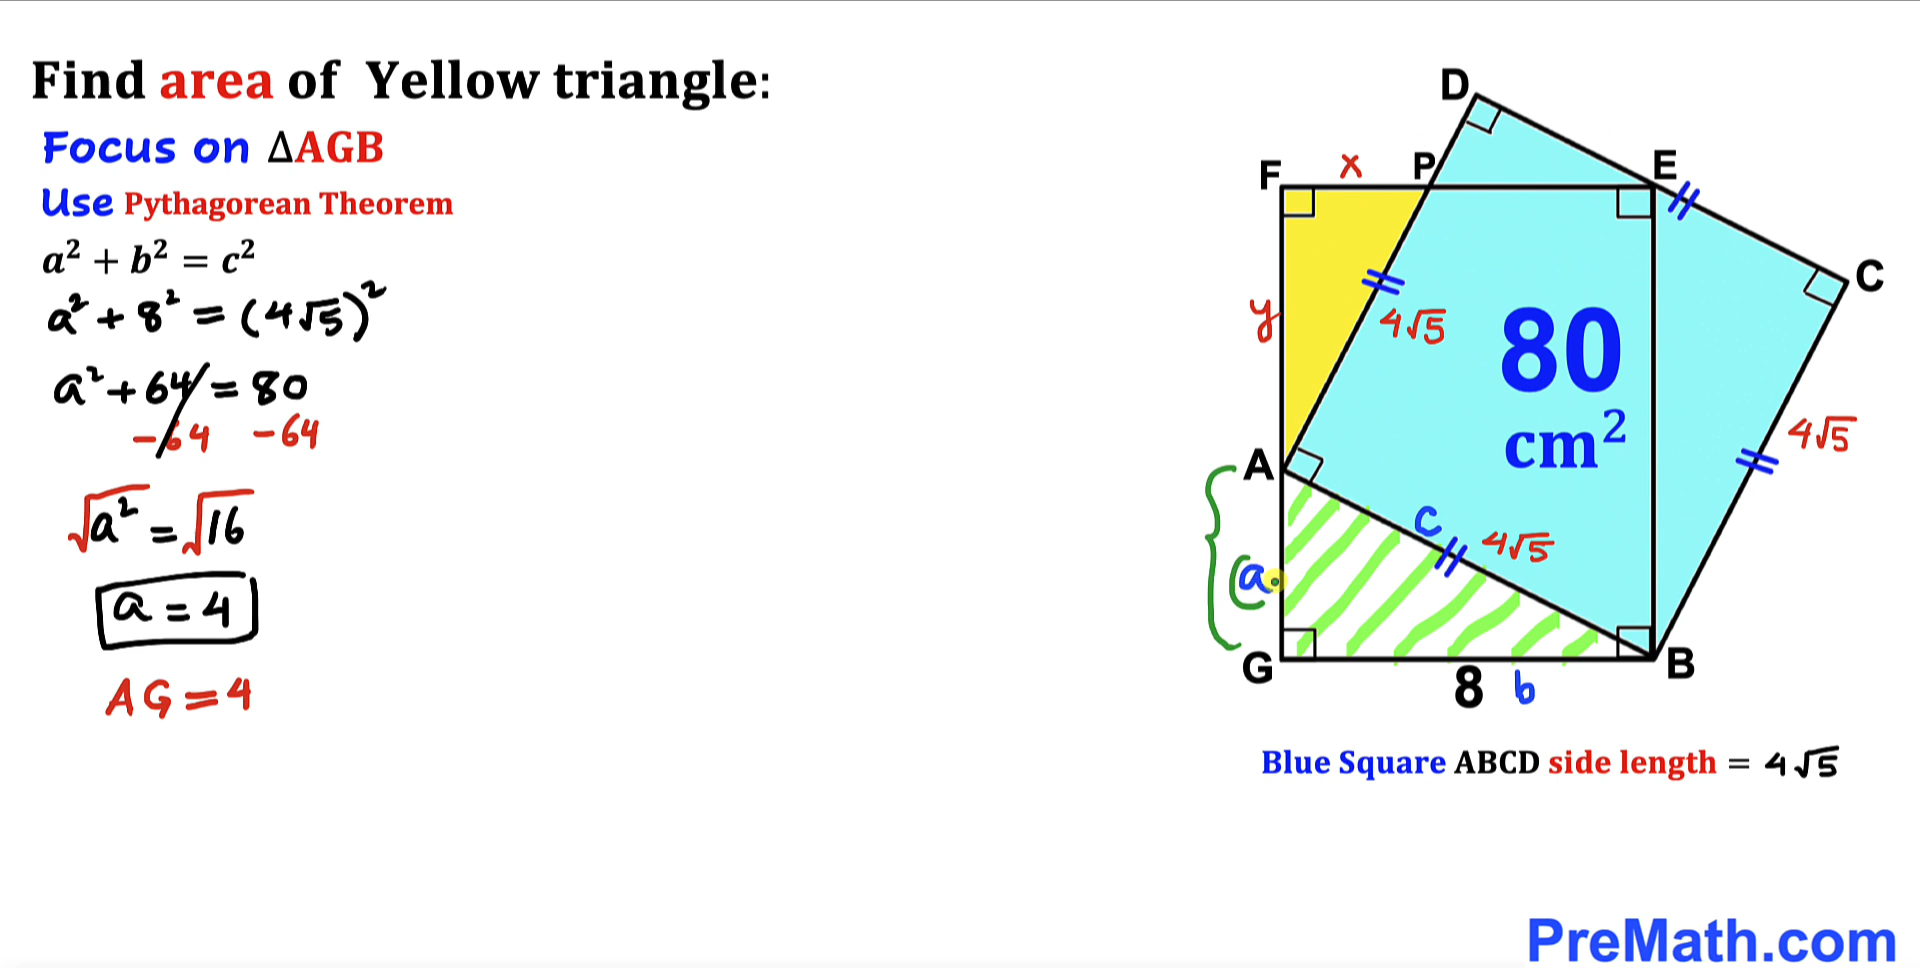 Find area of Yellow triangle:
Focus on ΔAGB
Use Pythagorean Theorem
a² + b² = c²
a² + 8² = (4√5)²
a² + 64 = 80
-64 -64
√a² = √16
a = 4
AG = 4
D
F x P E
C
y
4√5
80
cm²
4√5
A
c 4√5
a
G B
8 b
Blue Square ABCD side length = 4√5
PreMath.com